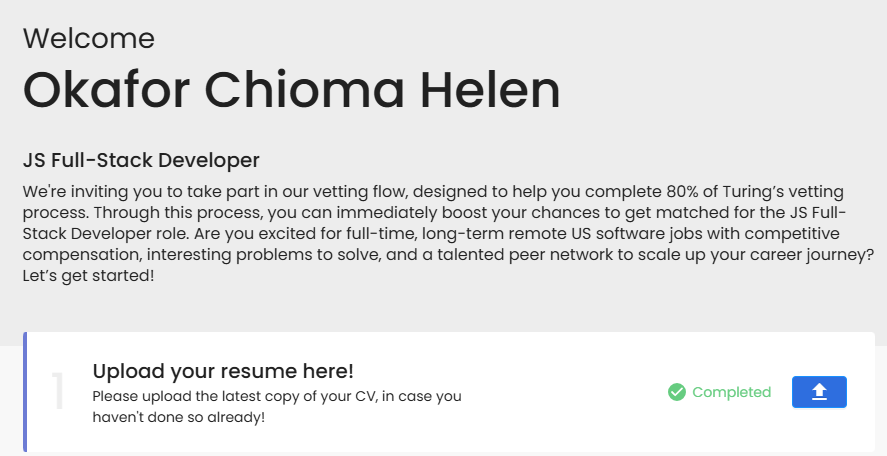 Welcome
Okafor Chioma Helen
JS Full-Stack Developer
We're inviting you to take part in our vetting flow, designed to help you complete 80% of Turing’s vetting
process. Through this process, you can immediately boost your chances to get matched for the JS Full-
Stack Developer role. Are you excited for full-time, long-term remote US software jobs with competitive
compensation, interesting problems to solve, and a talented peer network to scale up your career journey?
Let’s get started!
1
Upload your resume here!
Please upload the latest copy of your CV, in case you
haven't done so already!
Completed